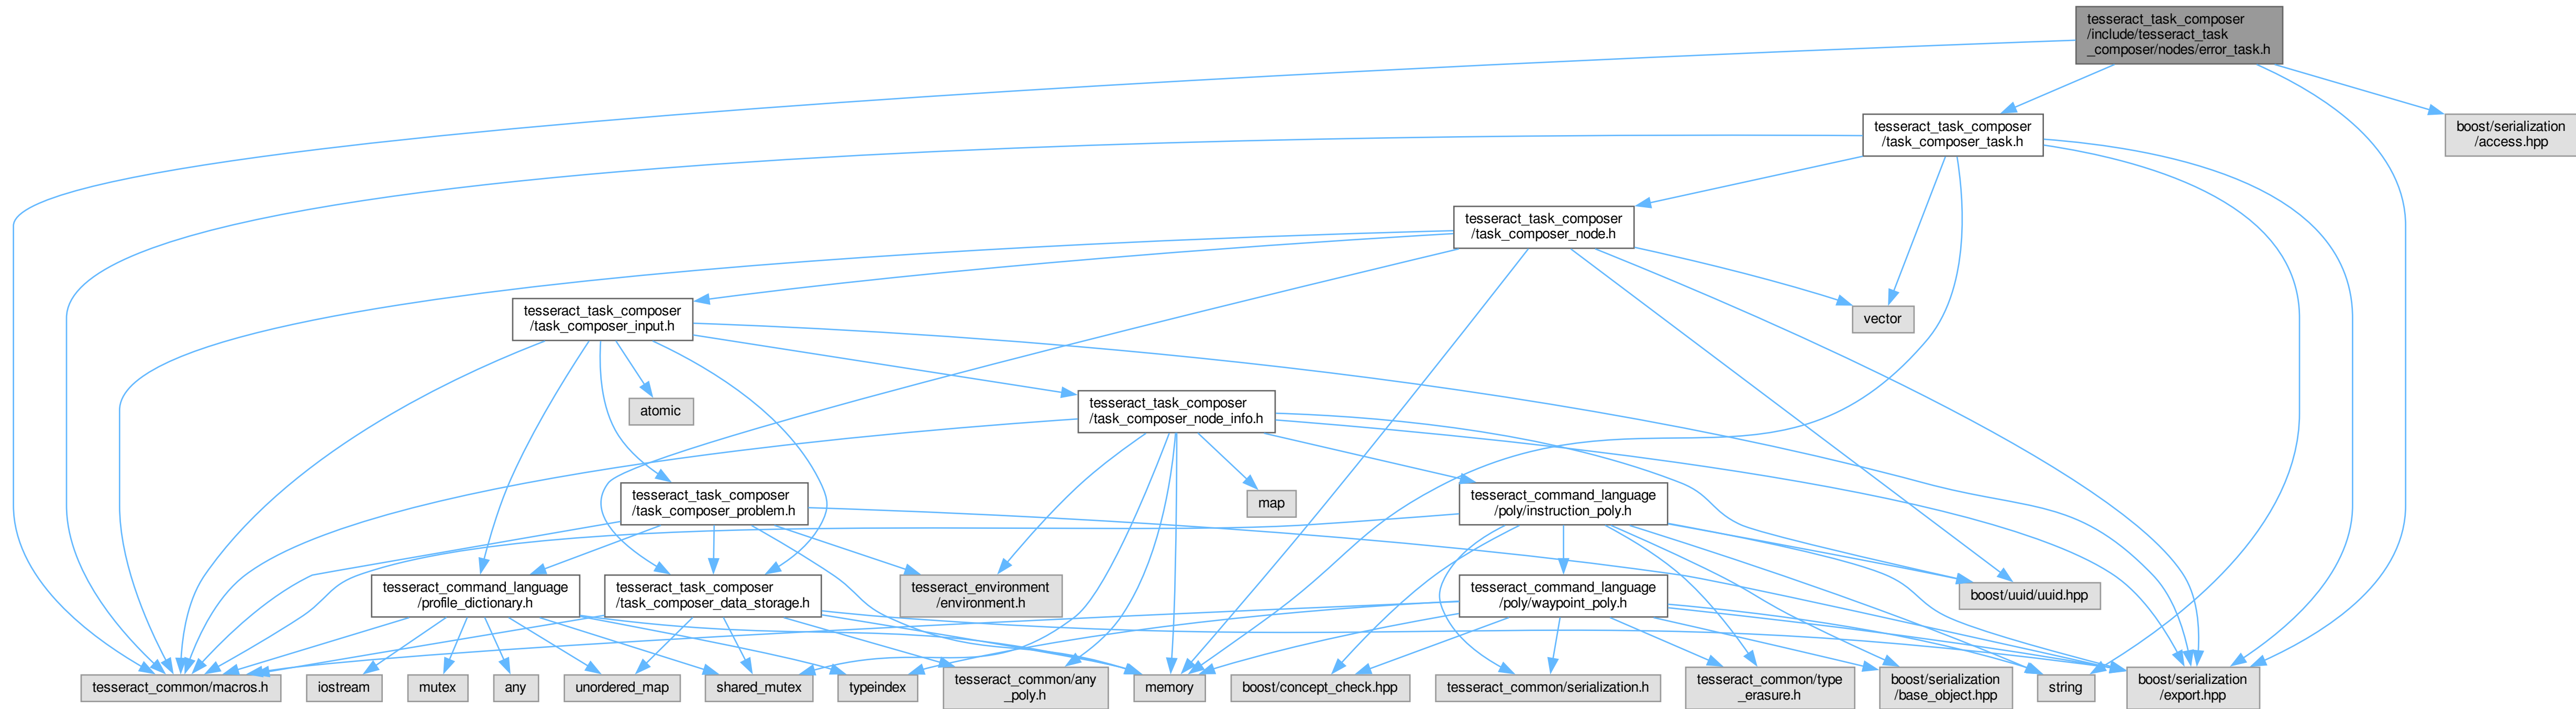 tesseract_task_composer
/include/tesseract_task
_composer/nodes/error_task.h
tesseract_task_composer
/task_composer_task.h
boost/serialization
/access.hpp
tesseract_task_composer
/task_composer_node.h
tesseract_task_composer
/task_composer_input.h
vector
atomic
tesseract_task_composer
/task_composer_node_info.h
tesseract_task_composer
/task_composer_problem.h
map
tesseract_command_language
/poly/instruction_poly.h
tesseract_command_language
/profile_dictionary.h
tesseract_task_composer
/task_composer_data_storage.h
tesseract_environment
/environment.h
tesseract_command_language
/poly/waypoint_poly.h
boost/uuid/uuid.hpp
tesseract_common/macros.h
iostream
mutex
any
unordered_map
shared_mutex
typeindex
tesseract_common/any
_poly.h
memory
boost/concept_check.hpp
tesseract_common/serialization.h
tesseract_common/type
_erasure.h
boost/serialization
/base_object.hpp
string
boost/serialization
/export.hpp